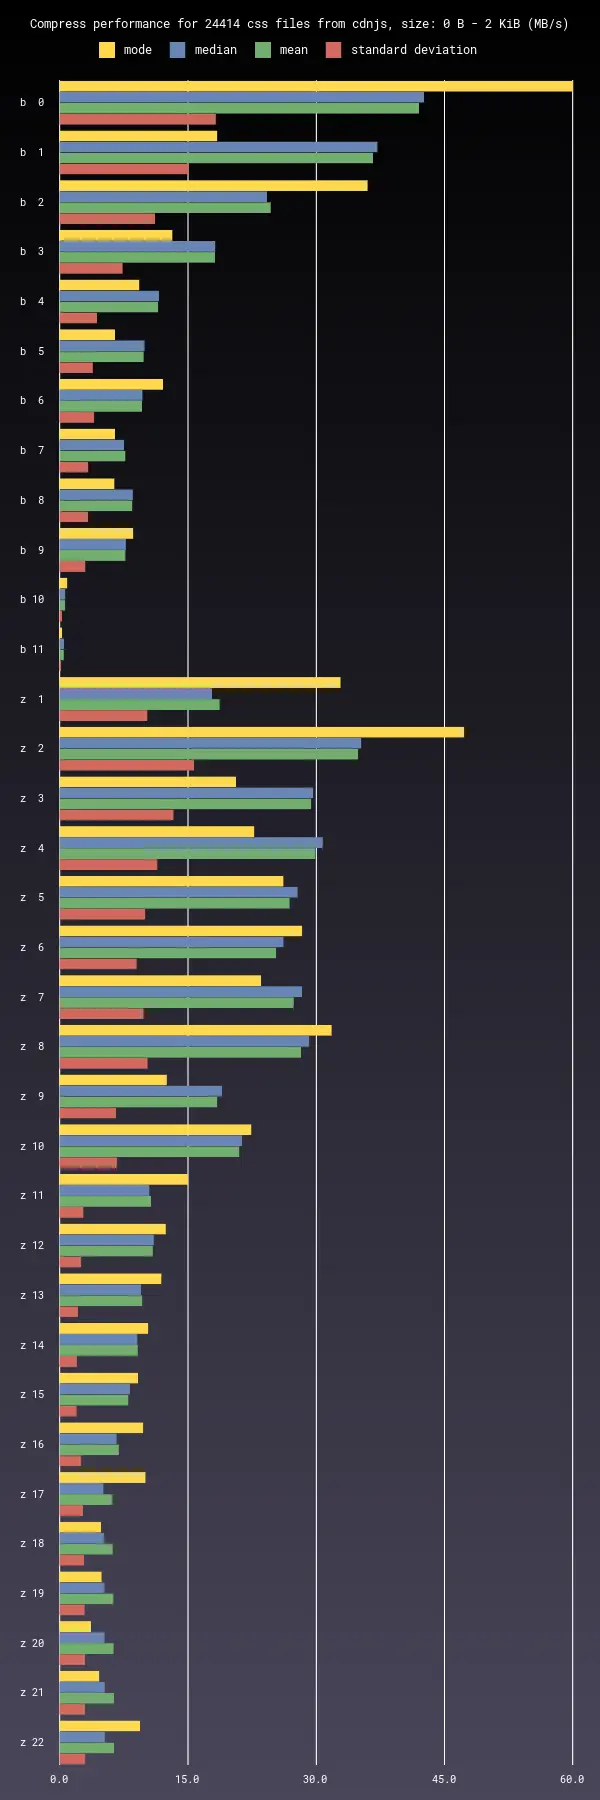 Compress performance for 24414 css files from cdnjs, size: 0 B - 2 KiB (MB/s)
mode median mean standard deviation
b 0
b 1
b 2
b 3
b 4
b 5
b 6
b 7
b 8
b 9
b 10
b 11
z 1
z 2
z 3
z 4
z 5
z 6
z 7
z 8
z 9
z 10
z 11
z 12
z 13
z 14
z 15
z 16
z 17
z 18
z 19
z 20
z 21
z 22
0.0 15.0 30.0 45.0 60.0